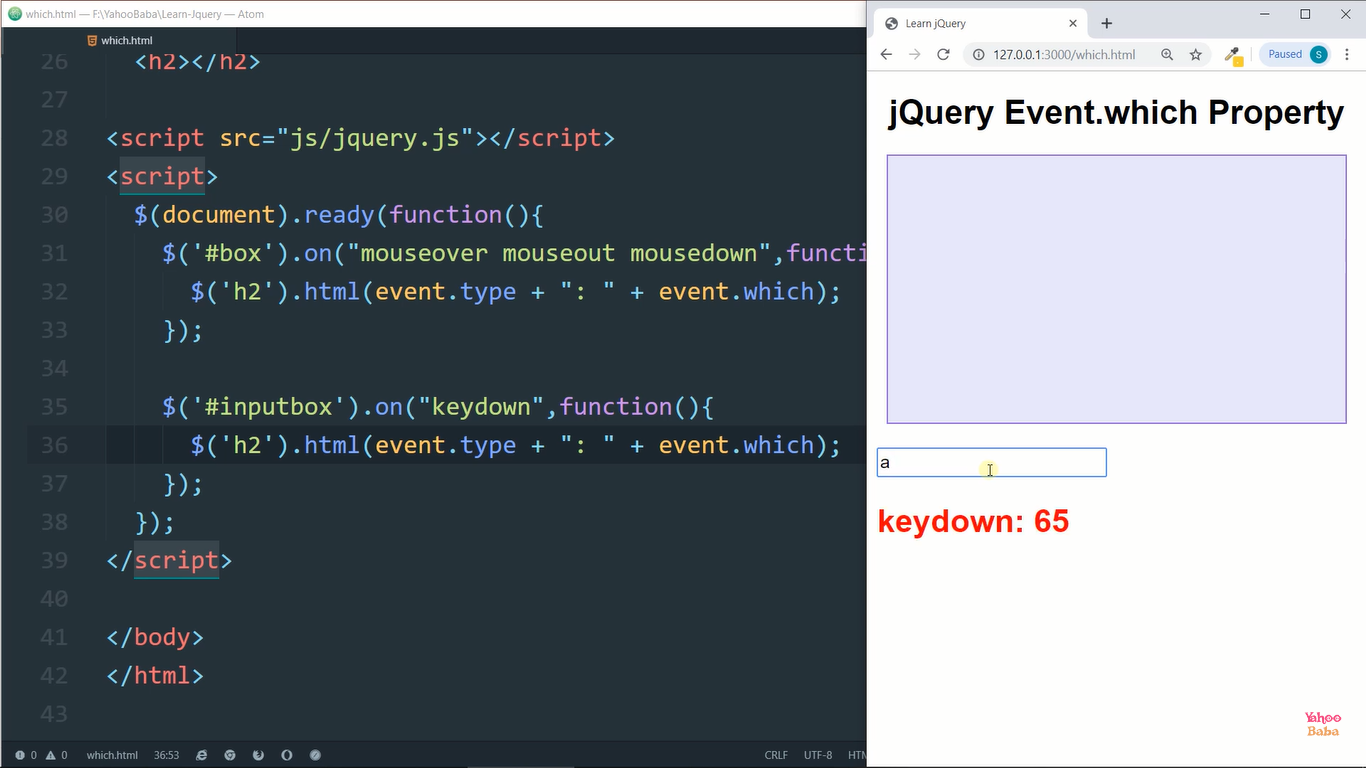 which.html — F:\YahooBaba\Learn-Jquery — Atom
which.html
26 <h2></h2>
27
28 <script src="js/jquery.js"></script>
29 <script>
30 $(document).ready(function(){
31 $('#box').on("mouseover mouseout mousedown",functi
32 $('h2').html(event.type + ": " + event.which);
33 });
34
35 $('#inputbox').on("keydown",function(){
36 $('h2').html(event.type + ": " + event.which);
37 });
38 });
39 </script>
40
41 </body>
42 </html>
43
0 0 which.html 36:53 CRLF UTF-8 HTM
Learn jQuery
127.0.0.1:3000/which.html Paused S
jQuery Event.which Property
a
keydown: 65
Yahoo
Baba